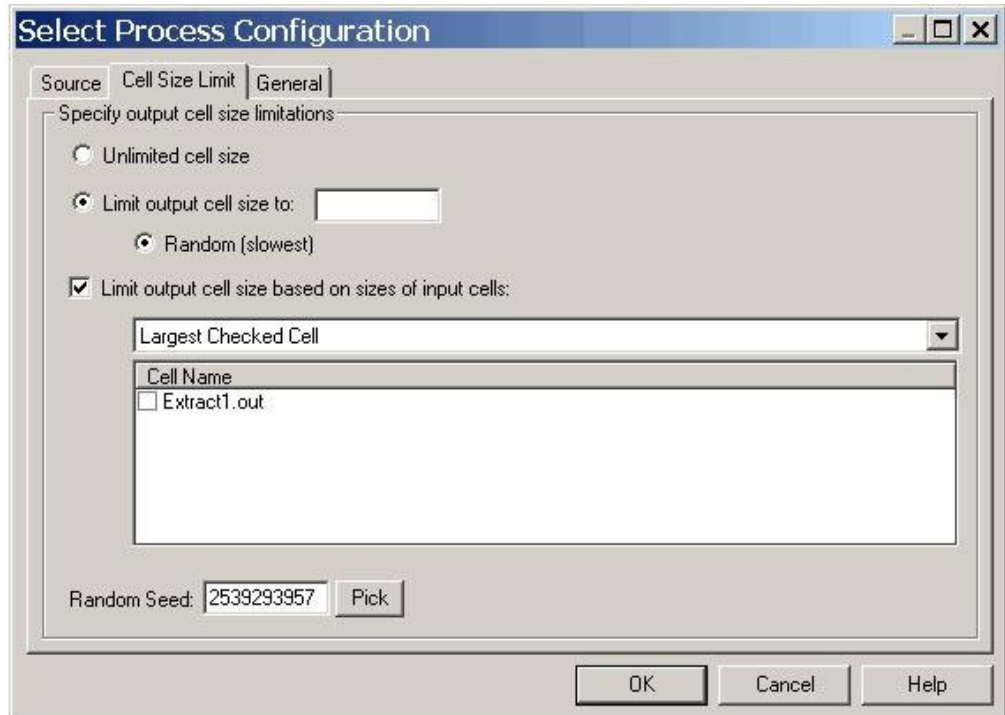 Select Process Configuration
Source Cell Size Limit General
Specify output cell size limitations
Unlimited cell size
Limit output cell size to:
Random (slowest)
Limit output cell size based on sizes of input cells:
Largest Checked Cell
Cell Name
Extract1.out
Random Seed: 2539293957 Pick
OK Cancel Help